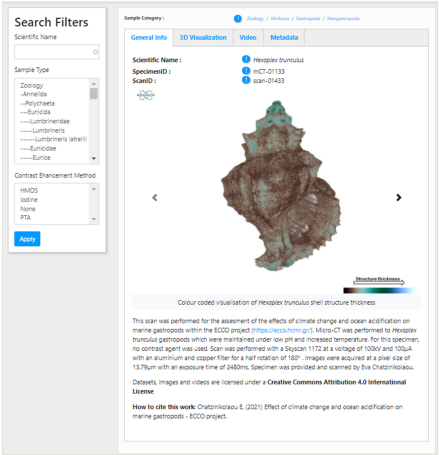 Search Filters
Scientific Name
Sample Type
Zoology
-Annelida
--Polychaeta
---Eunicida
----Lumbrineridae
-----Lumbrineris
------Lumbrineris latreilli
----Eunicidae
-----Eunice
Contrast Enhancement Method
HMDS
Iodine
None
PTA
Apply
Sample Category : Zoology / Mollusca / Gastropoda / Neogastropoda
General Info 3D Visualization Video Metadata
Scientific Name : Hexaplex trunculus
SpecimenID : mCT-01133
ScanID : scan-01433
Structure thickness
Colour coded visualisation of Hexaplex trunculus shell structure thickness
This scan was performed for the assesment of the effects of climate change and ocean acidification on
marine gastropods within the ECCO project (https://ecco.hcmr.gr/). Micro-CT was performed to Hexaplex
trunculus gastropods which were maintained under low pH and increased temperature. For this specimen,
no contrast agent was used. Scan was performed with a Skyscan 1172 at a voltage of 100kV and 100μA
with an aluminium and copper filter for a half rotation of 180° . Images were acquired at a pixel size of
13.79μm with an exposure time of 2480ms. Specimen was provided and scanned by Eva Chatzinikolaou.
Datasets, images and videos are licensed under a Creative Commons Attribution 4.0 International
License
How to cite this work: Chatzinikolaou E. (2021) Effect of climate change and ocean acidification on
marine gastropods - ECCO project.